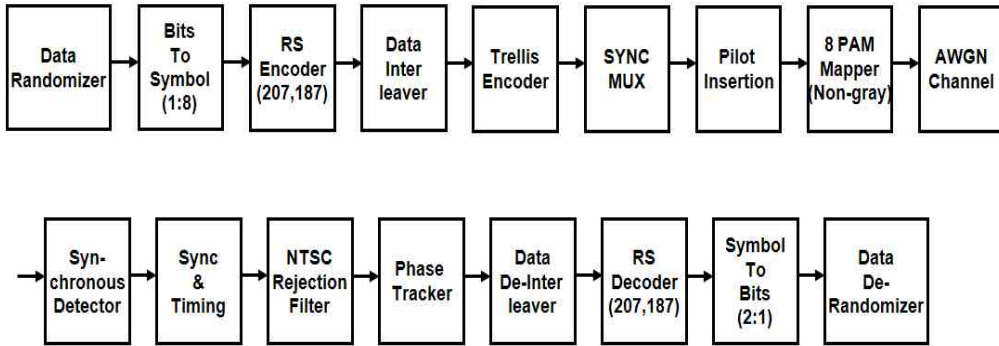 Data
Randomizer
Bits
To
Symbol
(1:8)
RS
Encoder
(207,187)
Data
Inter
leaver
Trellis
Encoder
SYNC
MUX
Pilot
Insertion
8 PAM
Mapper
(Non-gray)
AWGN
Channel
Syn-
chronous
Detector
Sync
&
Timing
NTSC
Rejection
Filter
Phase
Tracker
Data
De-Inter
leaver
RS
Decoder
(207,187)
Symbol
To
Bits
(2:1)
Data
De-
Randomizer